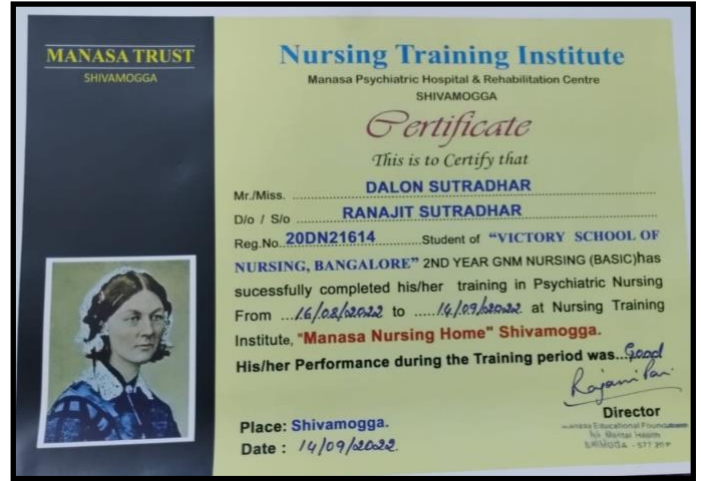 MANASA TRUST
SHIVAMOGGA
Nursing Training Institute
Manasa Psychiatric Hospital & Rehabilitation Centre
SHIVAMOGGA
Certificate
This is to Certify that
Mr./Miss. .......... DALON SUTRADHAR
D/o / S/o .......... RANAJIT SUTRADHAR
Reg.No..20DN21614..........Student of "VICTORY SCHOOL OF
NURSING, BANGALORE" 2ND YEAR GNM NURSING (BASIC)has
sucessfully completed his/her training in Psychiatric Nursing
From ...16/08/2022 to .....14/09/2022 at Nursing Training
Institute, "Manasa Nursing Home" Shivamogga.
His/her Performance during the Training period was...Good
Director
Place: Shivamogga.
Date : 14/09/2022.